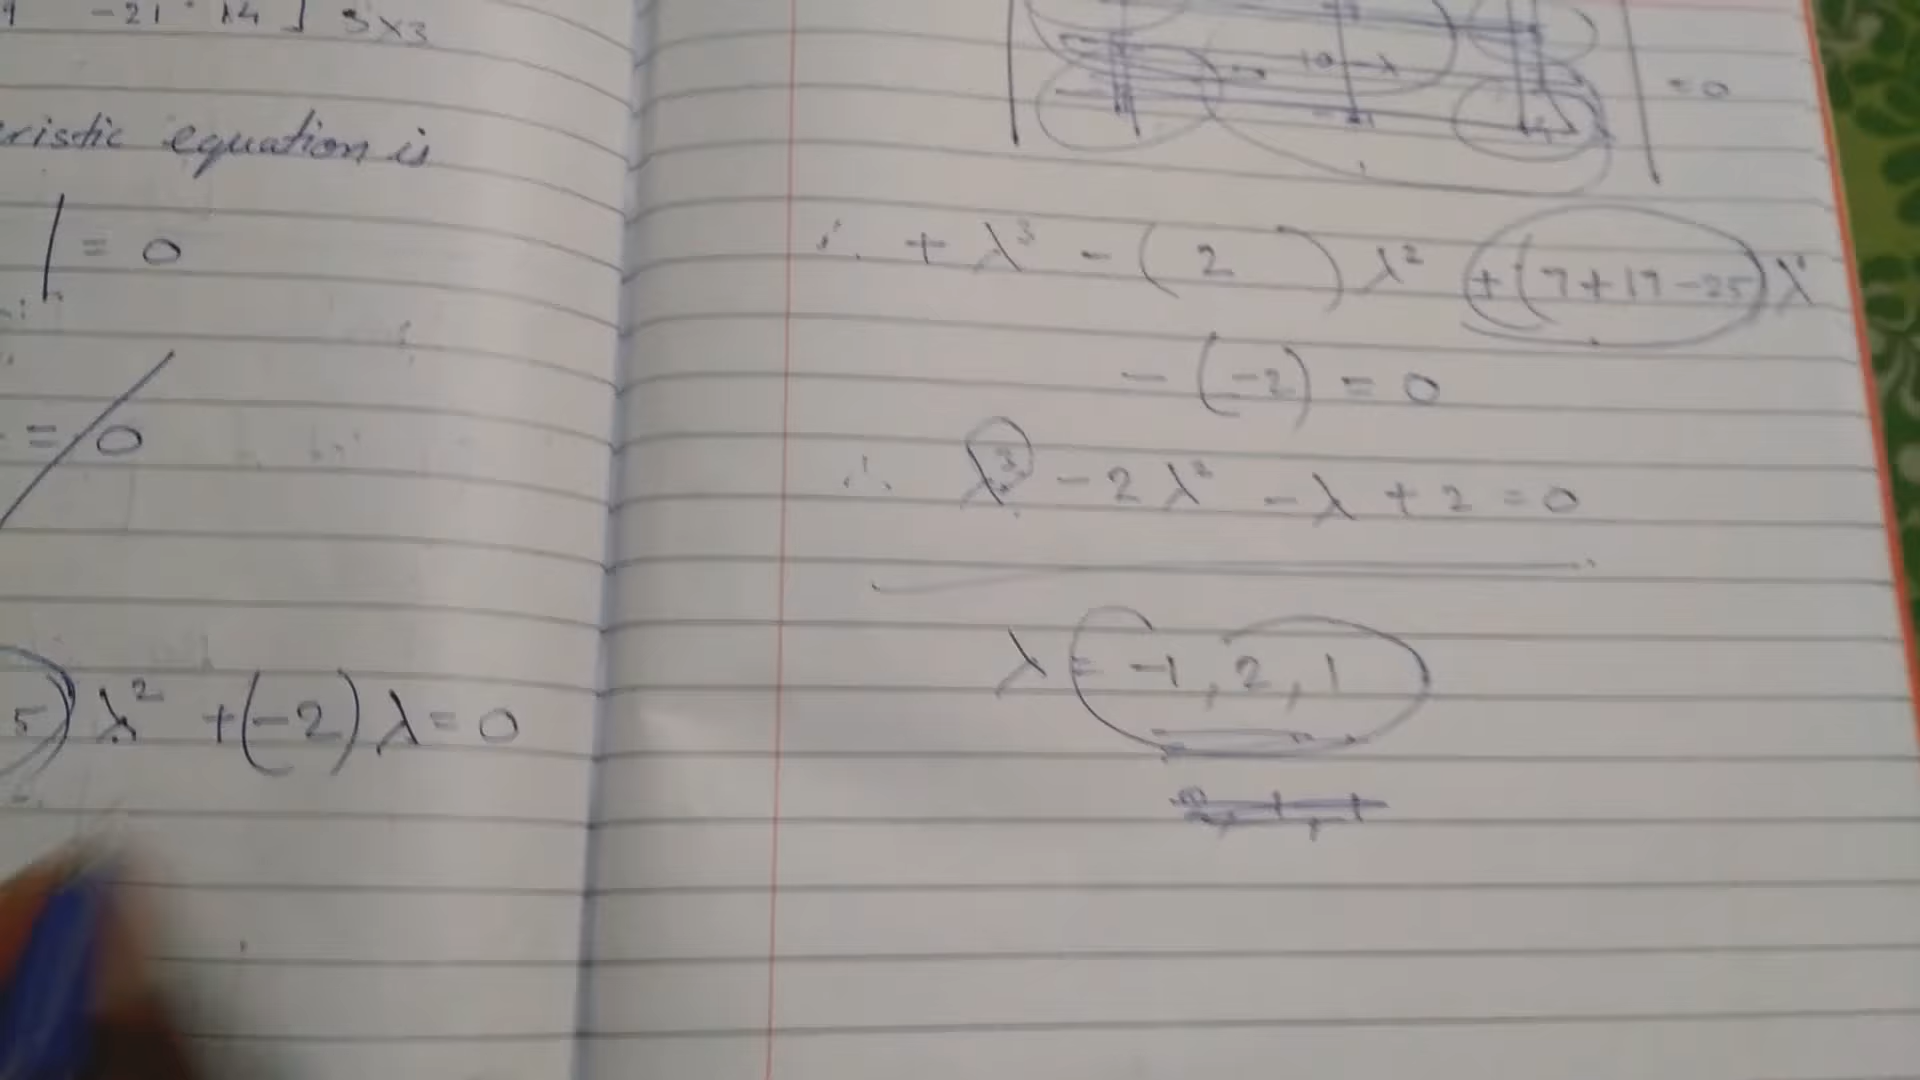 -21 14 ] 3×3
ristic equation is
| = 0
= 0
5) λ² + (-2) λ = 0
= 0
∴ + λ³ - ( 2 ) λ² + (7+17-25) λ
- (-2) = 0
∴ λ³ - 2λ² - λ + 2 = 0
λ = -1, 2, 1